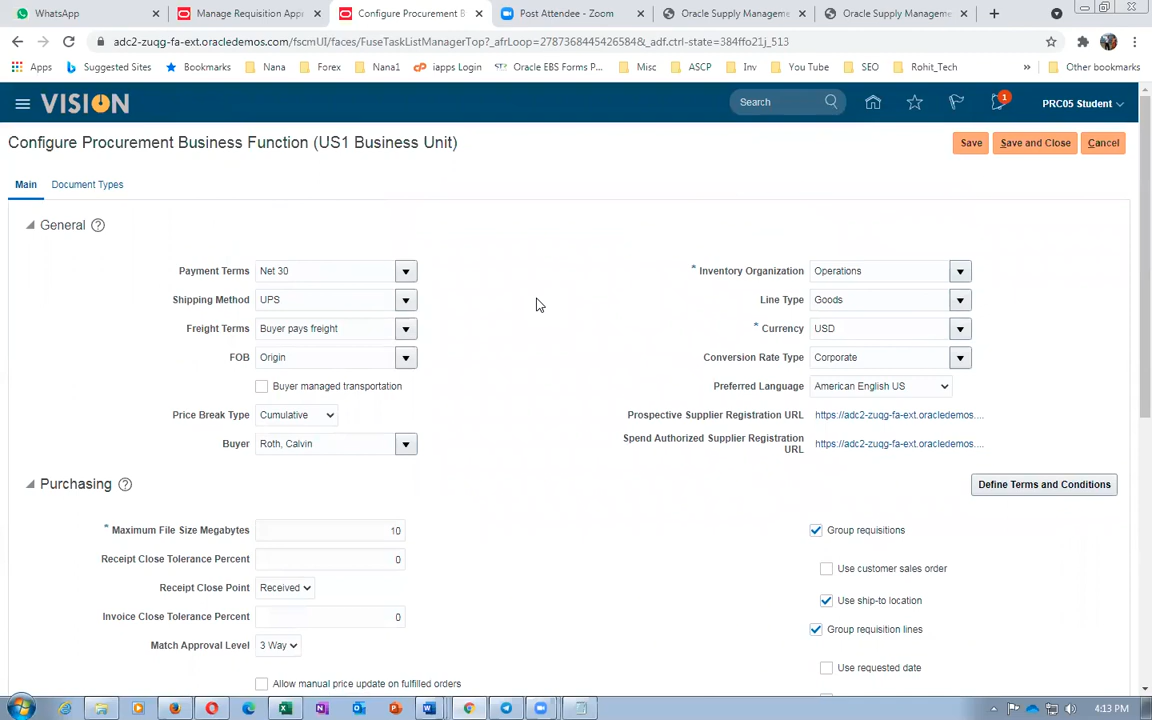 WhatsApp
Manage Requisition Appr
Configure Procurement B
Post Attendee - Zoom
Oracle Supply Manageme
Oracle Supply Manageme
adc2-zuqg-fa-ext.oracledemos.com/fscmUI/faces/FuseTaskListManagerTop?_afrLoop=27873684454265848&_adf.ctrl-state=384ffo21j_513
Apps
Suggested Sites
Bookmarks
Nana
Forex
Nana1
iapps Login
Oracle EBS Forms P...
Misc
ASCP
Inv
You Tube
SEO
Rohit_Tech
»
Other bookmarks
VISION
Search
1
PRC05 Student
Configure Procurement Business Function (US1 Business Unit)
Save
Save and Close
Cancel
Main
Document Types
General
Payment Terms Net 30
Shipping Method UPS
Freight Terms Buyer pays freight
FOB Origin
Buyer managed transportation
Price Break Type Cumulative
Buyer Roth, Calvin
* Inventory Organization Operations
Line Type Goods
* Currency USD
Conversion Rate Type Corporate
Preferred Language American English US
Prospective Supplier Registration URL https://adc2-zuqg-fa-ext.oracledemos....
Spend Authorized Supplier Registration https://adc2-zuqg-fa-ext.oracledemos....
URL
Purchasing
Define Terms and Conditions
* Maximum File Size Megabytes 10
Receipt Close Tolerance Percent 0
Receipt Close Point Received
Invoice Close Tolerance Percent 0
Match Approval Level 3 Way
Allow manual price update on fulfilled orders
Group requisitions
Use customer sales order
Use ship-to location
Group requisition lines
Use requested date
4:13 PM